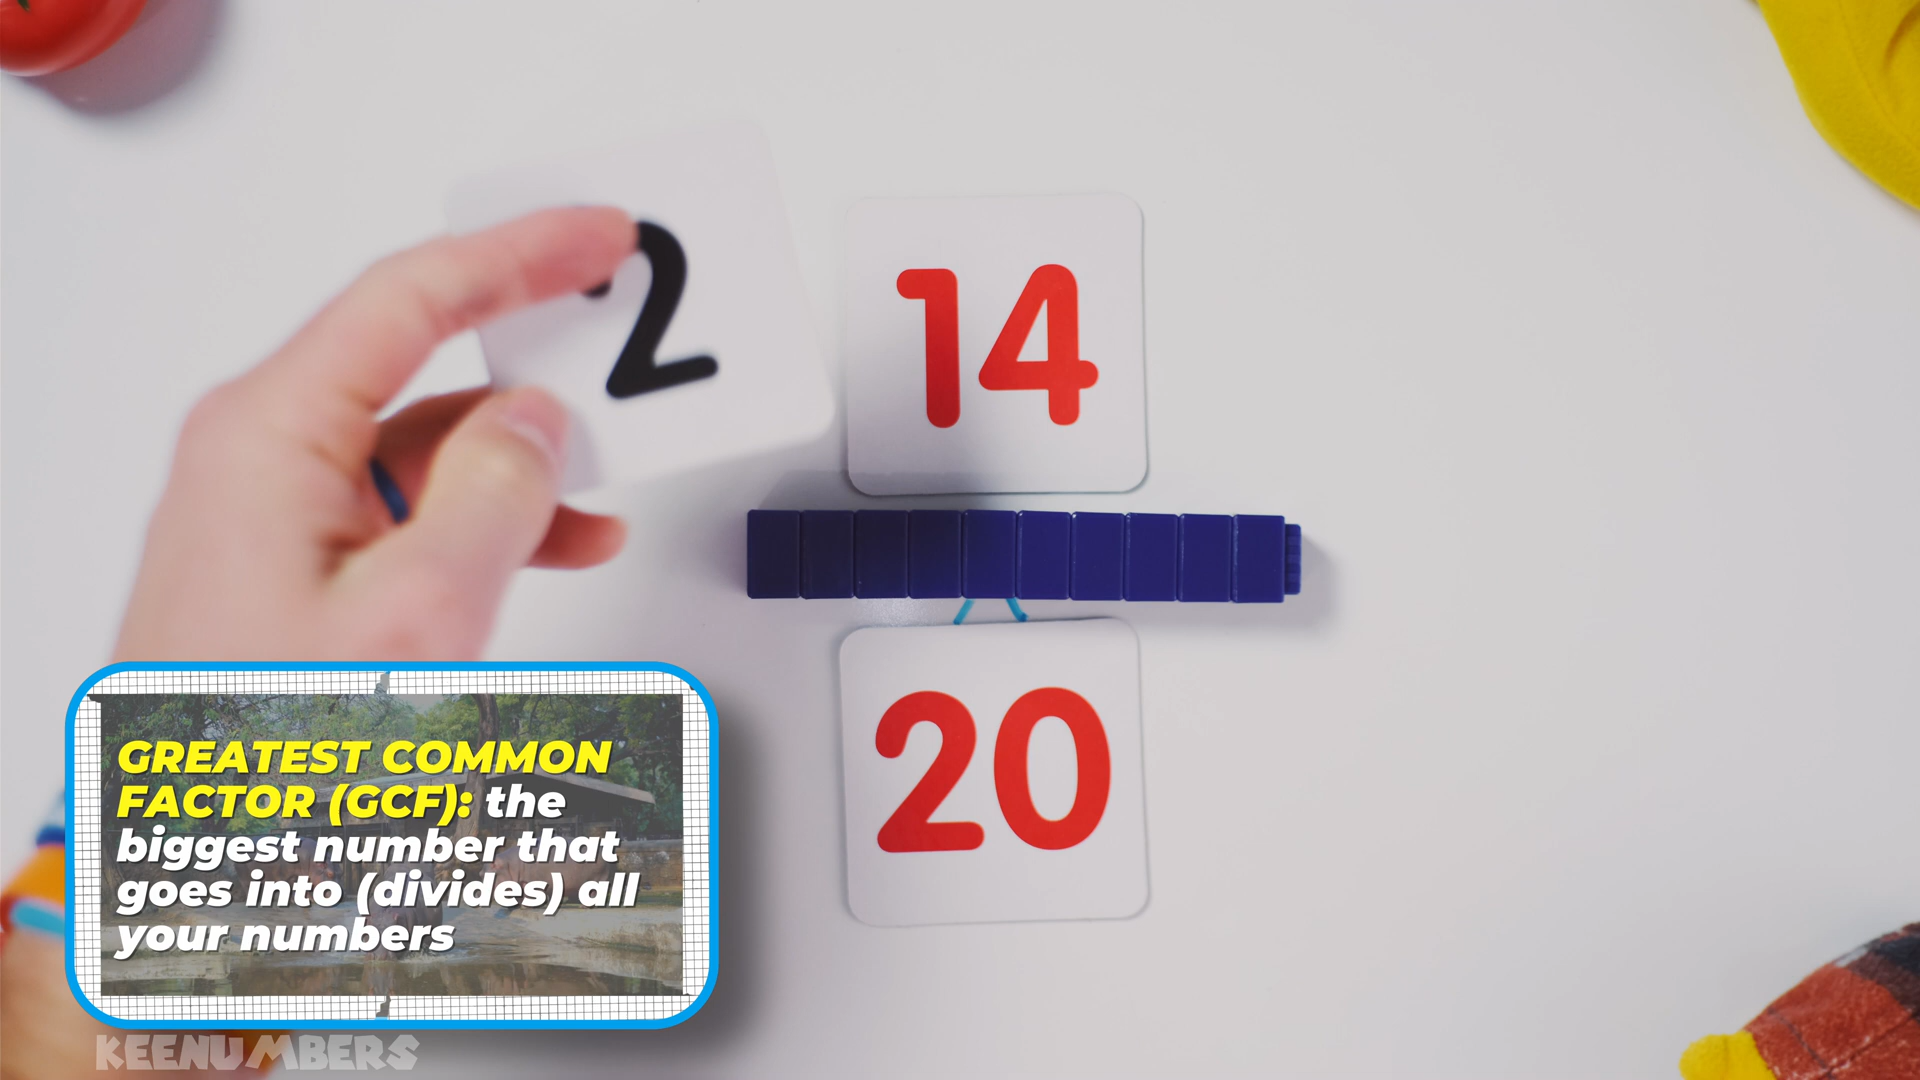 2
14
20
GREATEST COMMON
FACTOR (GCF): the
biggest number that
goes into (divides) all
your numbers
KEENUMBERS